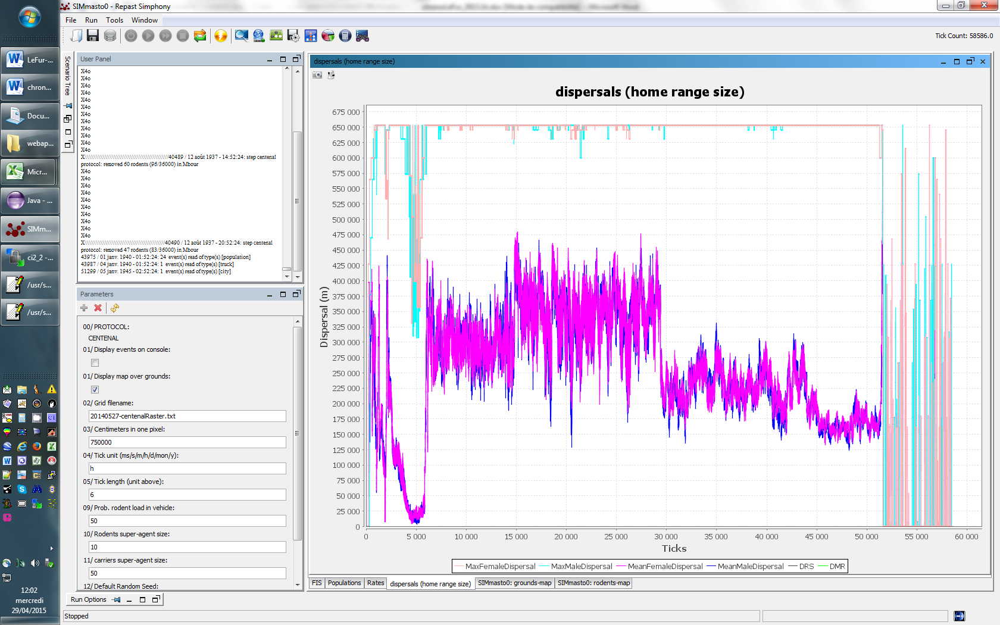 SIMmasto0 - Repast Simphony
File Run Tools Window
Tick Count: 58586.0
LeFur-...
chron...
Docu...
webap...
Micr...
Java - ...
SIMm...
ci2_2 -...
/usr/s...
/usr/s...
12:02
mercredi
29/04/2015
Scenario Tree
User Panel
X4o
X4o
X4o
X4o
X4o
X4o
X4o
X4o
X4o
X4o
X4o
X4o
X////////////////////////////////////////////////40489 / 12 août 1937 - 14:52:24: step centenal
protocol: removed 60 rodents (96/36000) in Mbour
X4o
X4o
X4o
X4o
X4o
X4o
X4o
X4o
X4o
X4o
X//////////////////////////////////////////////40490 / 12 août 1937 - 20:52:24: step centenal
protocol: removed 47 rodents (83/36000) in Mbour
43975 / 01 janv. 1940 - 01:52:24: 24 event(s) read of type(s) [population]
43987 / 04 janv. 1940 - 01:52:24: 1 event(s) read of type(s) [truck]
51299 / 05 janv. 1945 - 02:52:24: 1 event(s) read of type(s) [city]
Parameters
00/ PROTOCOL:
CENTENAL
01/ Display events on console:
01/ Display map over grounds:
02/ Grid filename:
20140527-centenalRaster.txt
03/ Centimeters in one pixel:
750000
04/ Tick unit (ms/s/m/h/d/mon/y):
h
05/ Tick length (unit above):
6
09/ Prob. rodent load in vehicle:
50
10/ Rodents super-agent size:
10
11/ carriers super-agent size:
50
12/ Default Random Seed:
Run Options
Stopped
dispersals (home range size)
dispersals (home range size)
Dispersal (m)
675 000
650 000
625 000
600 000
575 000
550 000
525 000
500 000
475 000
450 000
425 000
400 000
375 000
350 000
325 000
300 000
275 000
250 000
225 000
200 000
175 000
150 000
125 000
100 000
75 000
50 000
25 000
0
0 5 000 10 000 15 000 20 000 25 000 30 000 35 000 40 000 45 000 50 000 55 000 60 000
Ticks
MaxFemaleDispersal MaxMaleDispersal MeanFemaleDispersal MeanMaleDispersal DRS DMR
FIS Populations Rates dispersals (home range size) SIMmasto0: grounds-map SIMmasto0: rodents-map